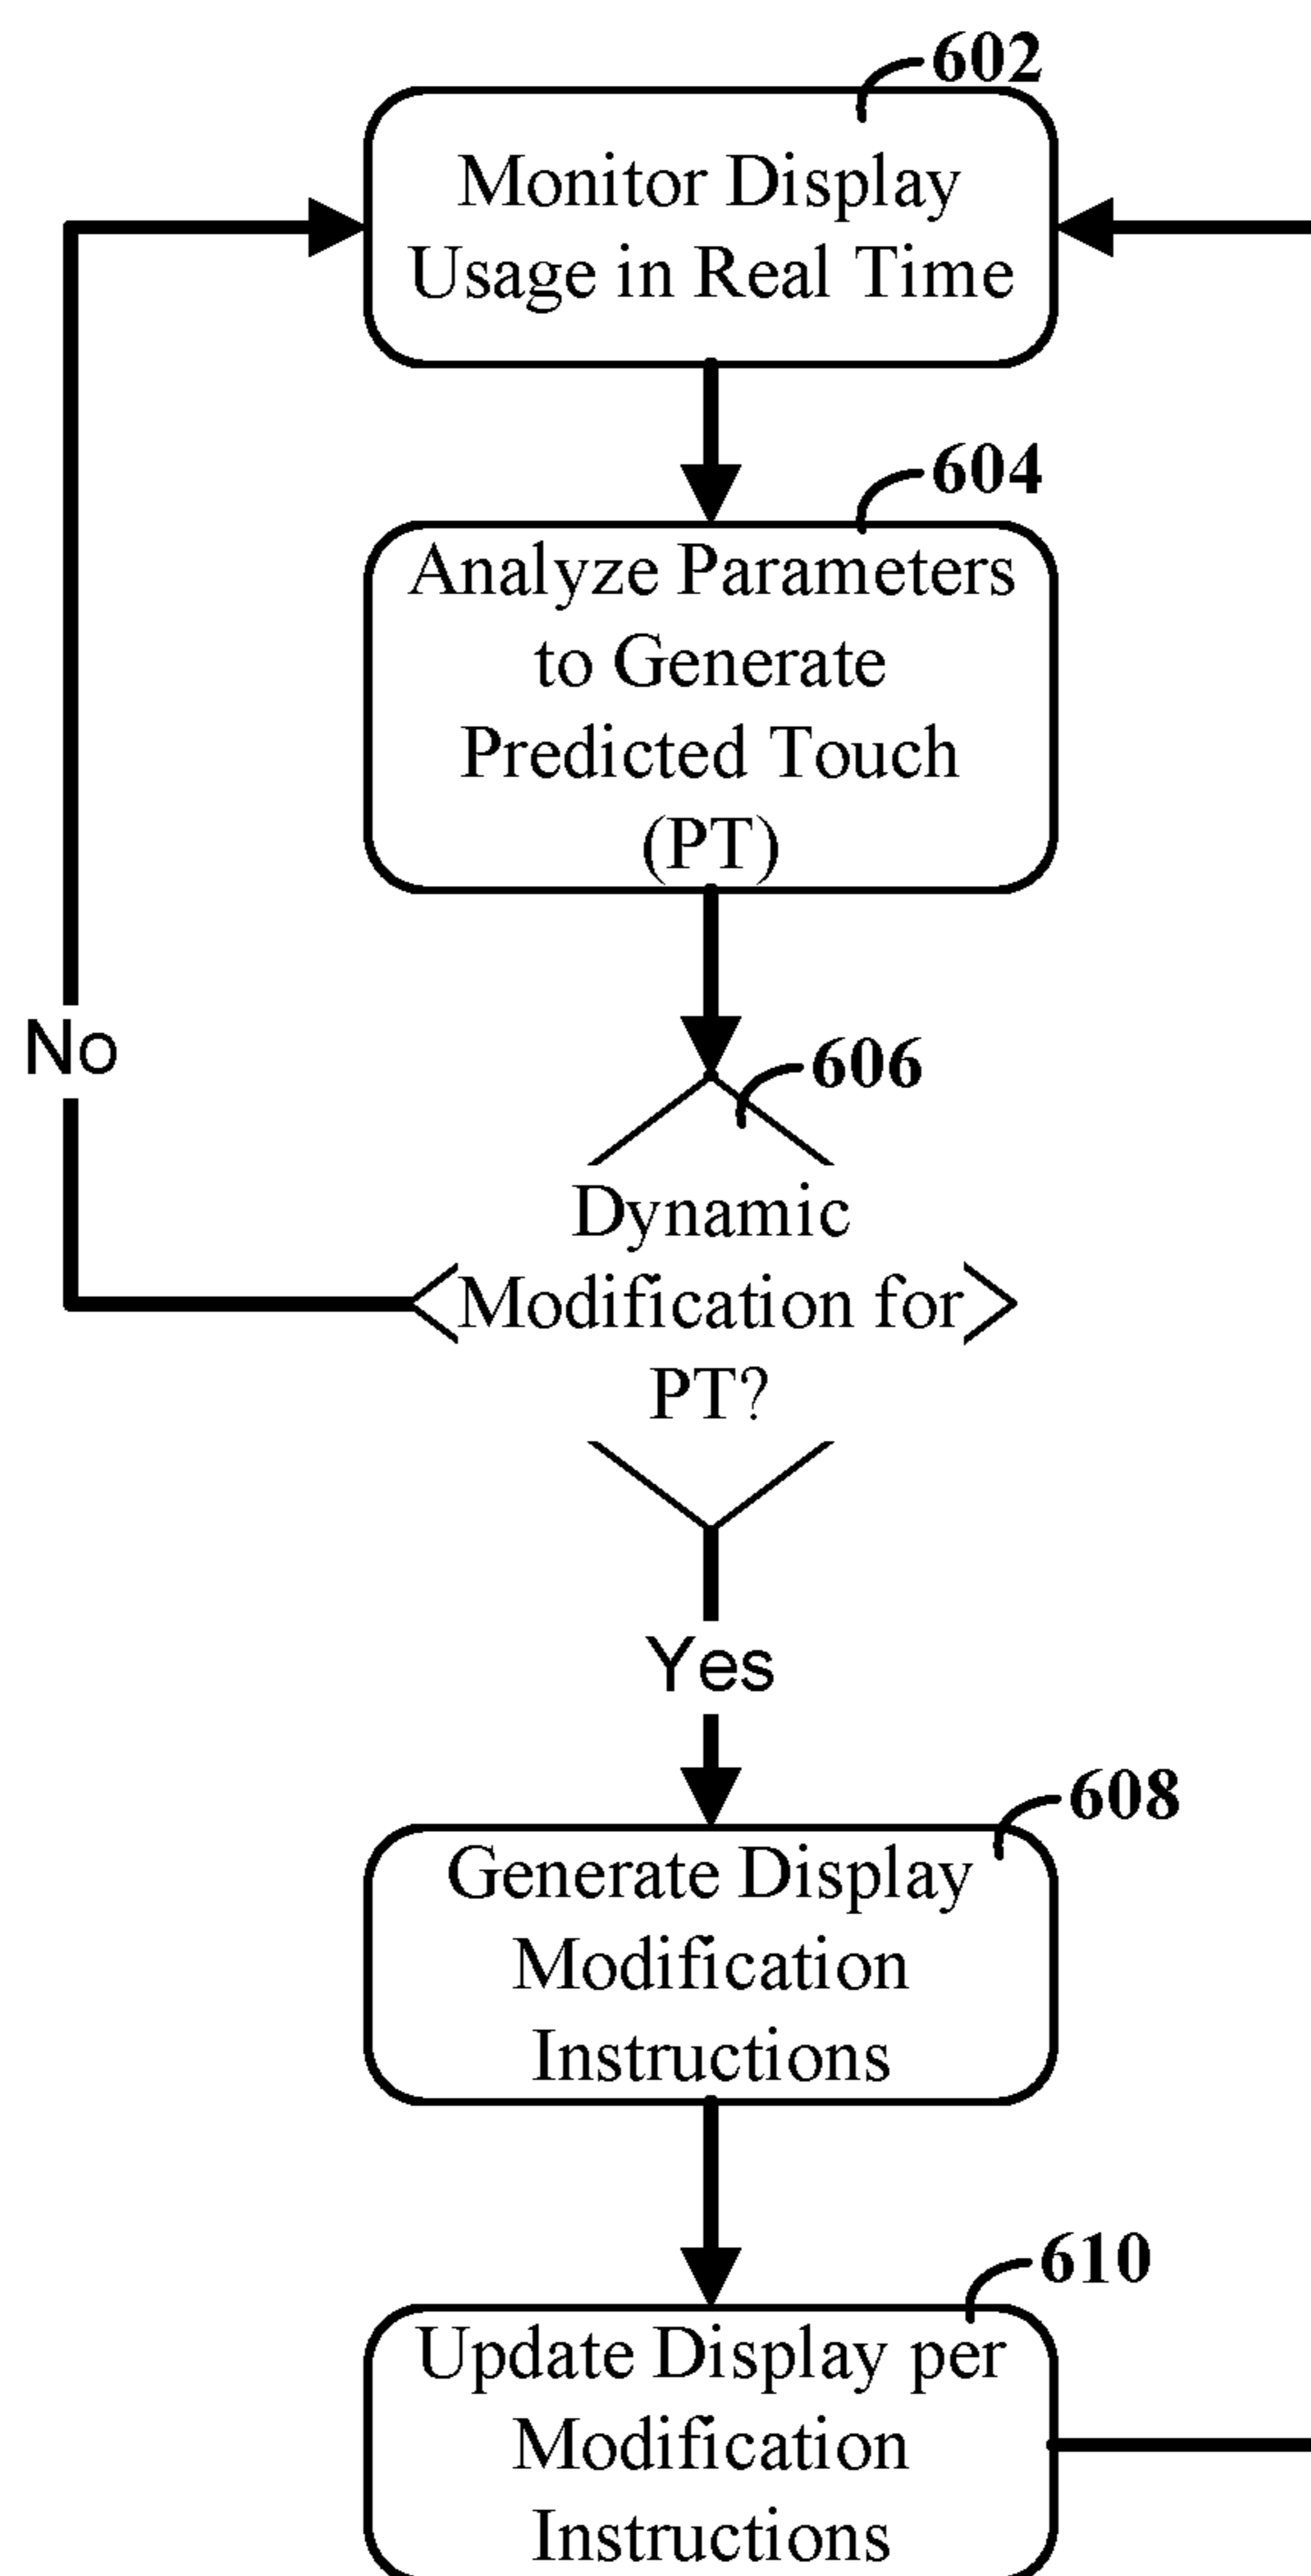 602
Monitor Display
Usage in Real Time
604
Analyze Parameters
to Generate
Predicted Touch
(PT)
No
606
Dynamic
Modification for
PT?
Yes
608
Generate Display
Modification
Instructions
610
Update Display per
Modification
Instructions